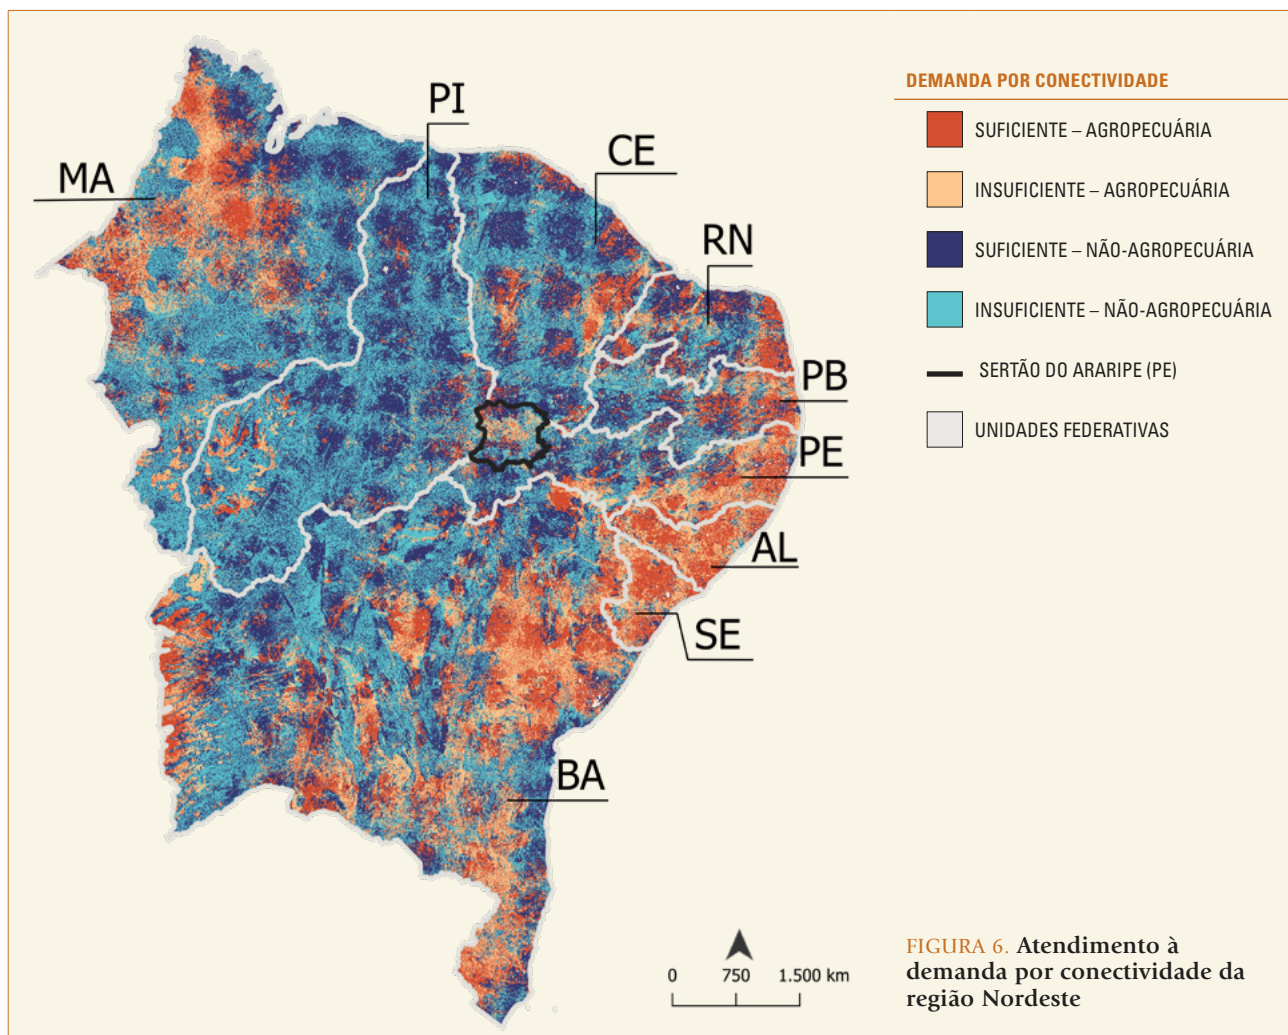 PI
CE
MA
RN
PB
PE
AL
SE
BA
DEMANDA POR CONECTIVIDADE
SUFICIENTE – AGROPECUÁRIA
INSUFICIENTE – AGROPECUÁRIA
SUFICIENTE – NÃO-AGROPECUÁRIA
INSUFICIENTE – NÃO-AGROPECUÁRIA
SERTÃO DO ARARIPE (PE)
UNIDADES FEDERATIVAS
0 750 1.500 km
FIGURA 6. Atendimento à
demanda por conectividade da
região Nordeste